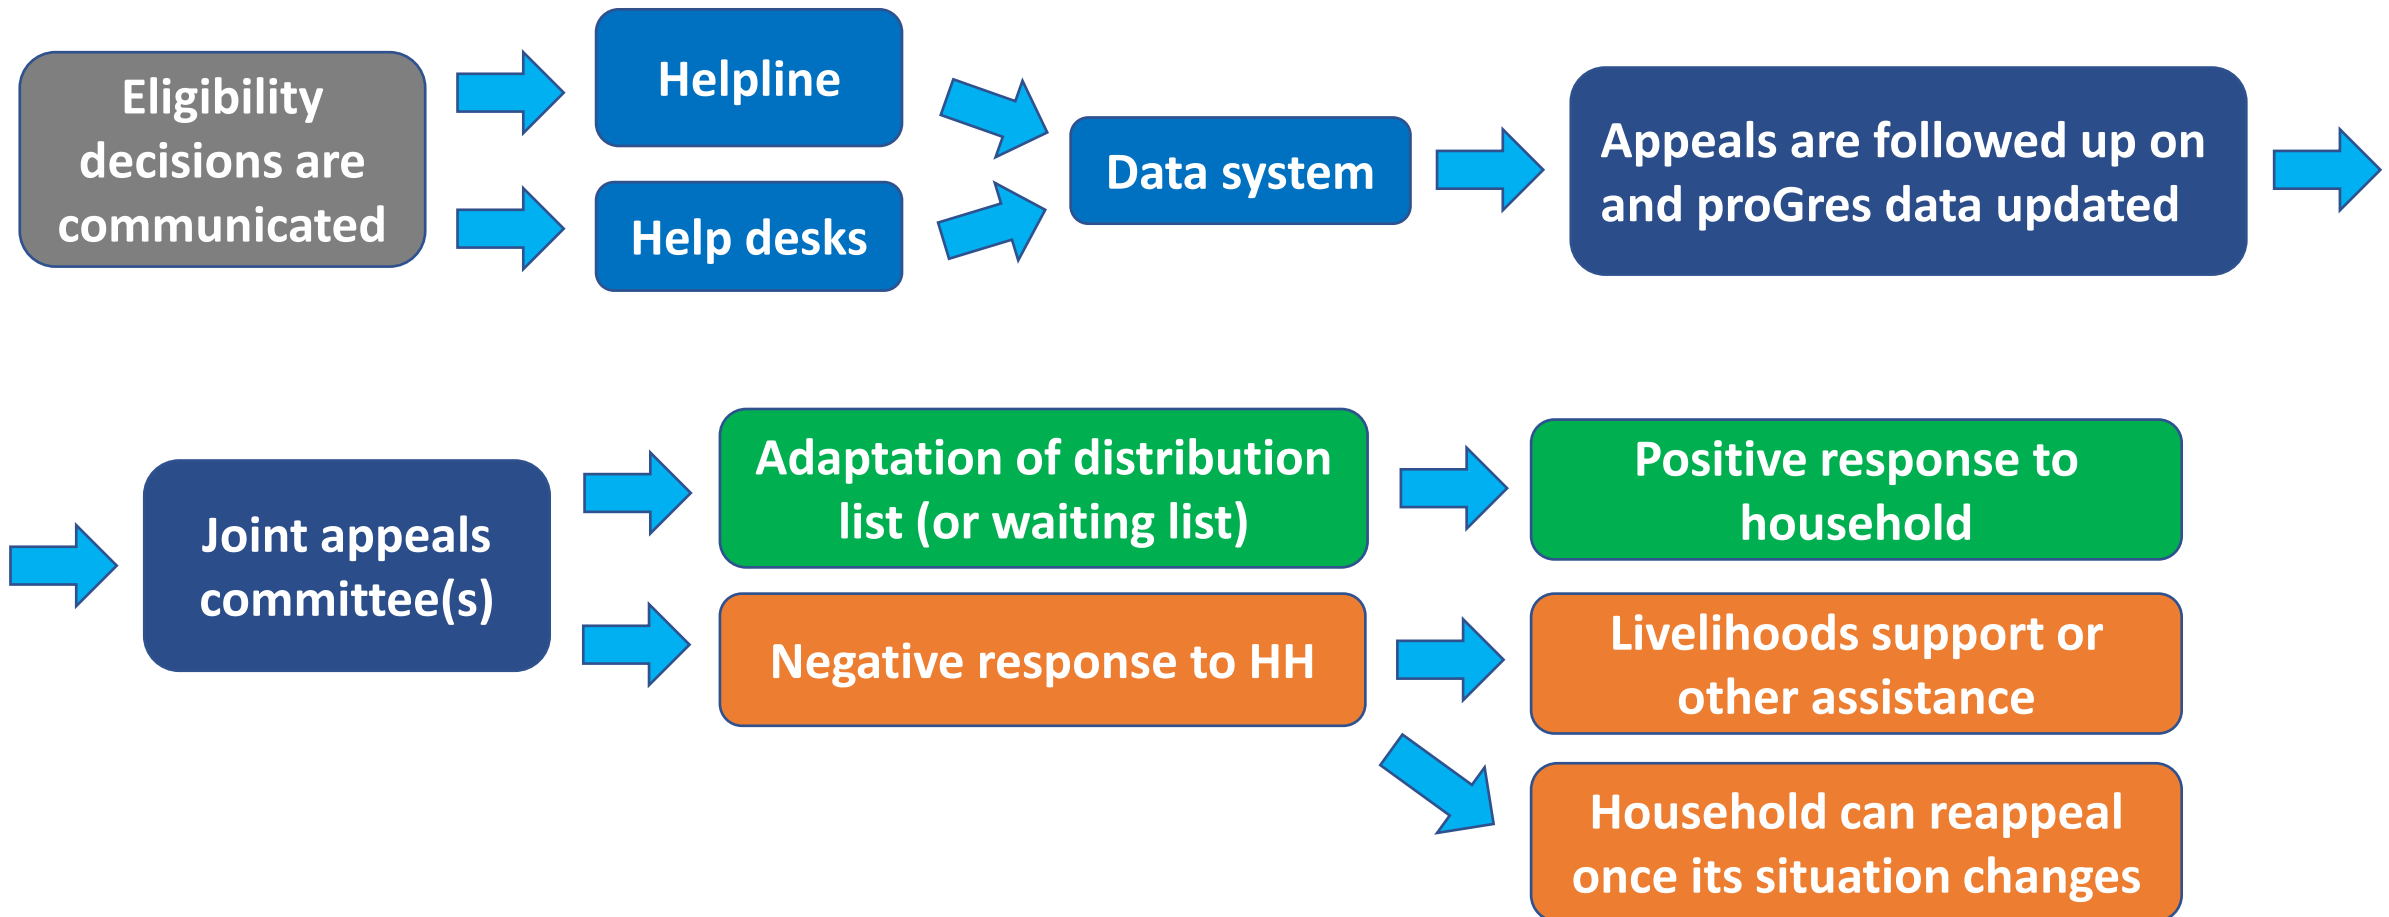 Eligibility
decisions are
communicated
Helpline
Help desks
Data system
Appeals are followed up on
and proGres data updated
Joint appeals
committee(s)
Adaptation of distribution
list (or waiting list)
Positive response to
household
Negative response to HH
Livelihoods support or
other assistance
Household can reappeal
once its situation changes